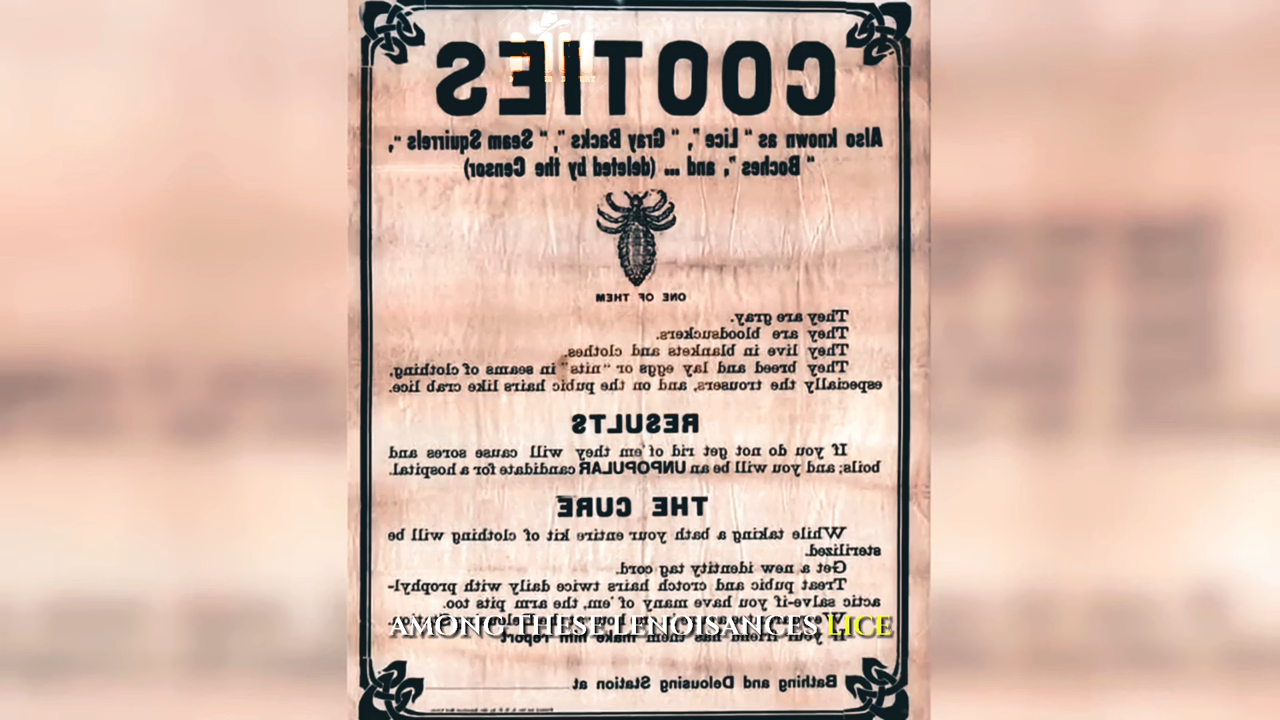 COOTIES
Also known as “ Lice ”, “ Gray Backs ”, “ Seam Squirrels “,
“ Boches ”, and ... (deleted by the Censor)
ONE OF THEM
They are gray.
They are bloodsuckers.
They live in blankets and clothes.
They breed and lay eggs or “nits“ in seams of clothing,
especially the trousers, and on the pubic hairs like crab lice.
RESULTS
If you do not get rid of'em they will cause sores and
boils; and you will be an UNPOPULAR candidate for a hospital.
THE CURE
While taking a bath your entire kit of clothing will be
sterilized.
Get a new identity tag cord.
Treat pubic and crotch hairs twice daily with prophyl-
actic salve-if you have many of 'em, the arm pits too.
If your friend has them make him report
AMONG THESE LENOISANCES LICE
Bathing and Delousing Station at